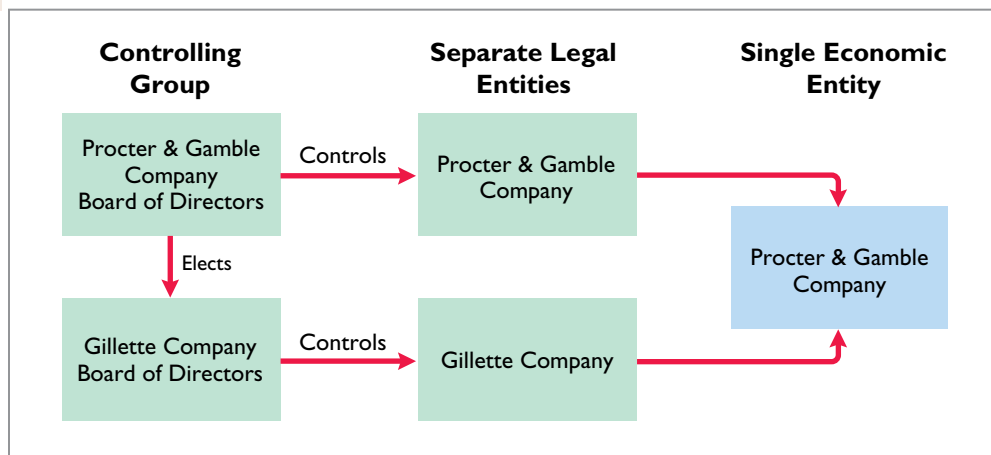 Controlling
Group
Separate Legal
Entities
Single Economic
Entity
Procter & Gamble
Company
Board of Directors
Controls
Procter & Gamble
Company
Elects
Procter & Gamble
Company
Gillette Company
Board of Directors
Controls
Gillette Company